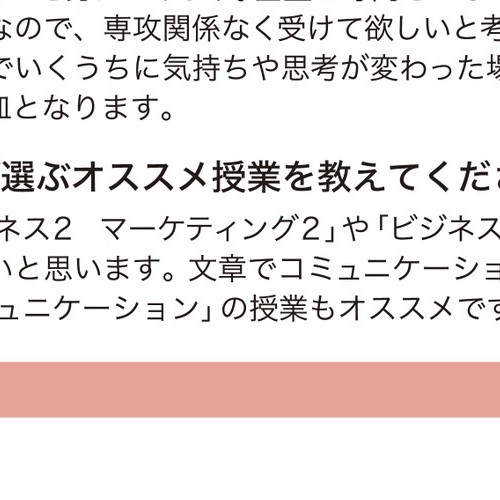 なので、専攻関係なく受けて欲しいと考
でいくうちに気持ちや思考が変わった場
皿となります。
選ぶオススメ授業を教えてくださ
ネス２　マーケティング２」や「ビジネス
いと思います。文章でコミュニケーショ
ュニケーション」の授業もオススメです